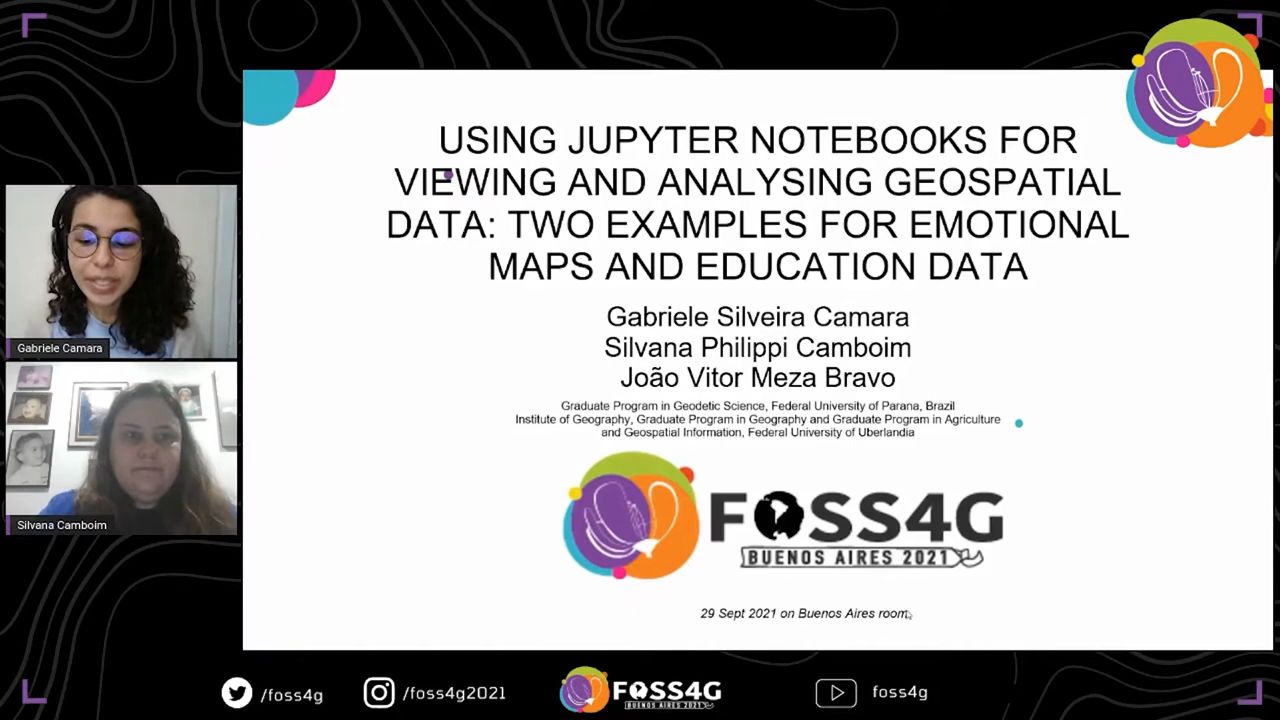 USING JUPYTER NOTEBOOKS FOR
VIEWING AND ANALYSING GEOSPATIAL
DATA: TWO EXAMPLES FOR EMOTIONAL
MAPS AND EDUCATION DATA
Gabriele Silveira Camara
Silvana Philippi Camboim
João Vitor Meza Bravo
Graduate Program in Geodetic Science, Federal University of Parana, Brazil
Institute of Geography, Graduate Program in Geography and Graduate Program in Agriculture
and Geospatial Information, Federal University of Uberlandia
FOSS4G
BUENOS AIRES 2021
29 Sept 2021 on Buenos Aires room
Gabriele Camara
Silvana Camboim
/foss4g
/foss4g2021
FOSS4G
BUENOS AIRES 2021
foss4g